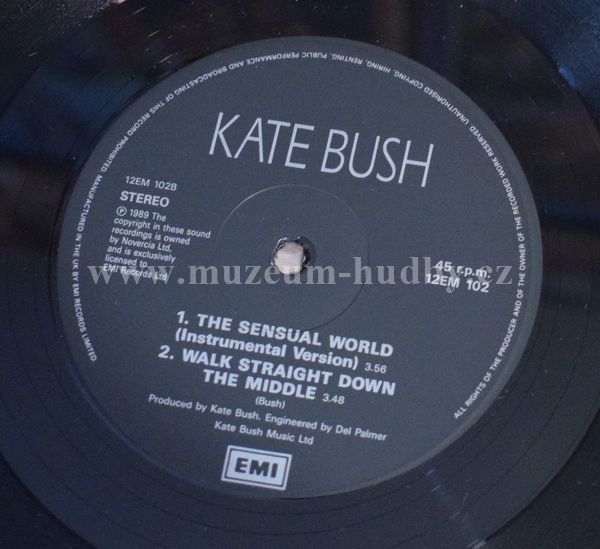 ALL RIGHTS OF THE PRODUCER AND OF THE OWNER OF THE RECORDED WORK RESERVED. UNAUTHORISED COPYING, HIRING, RENTING, PUBLIC PERFORMANCE AND BROADCASTING OF THIS RECORD PROHIBITED. MANUFACTURED IN THE UK BY EMI RECORDS LIMITED.
KATE BUSH
12EM 102B
STEREO
℗ 1989 The
copyright in these sound
recordings is owned
by Novercia Ltd,
and is exclusively
licensed to
EMI Records Ltd
45 r.p.m.
12EM 102
www.muzeum-hudby.cz
1. THE SENSUAL WORLD
(Instrumental Version) 3.56
2. WALK STRAIGHT DOWN
THE MIDDLE 3.48
(Bush)
Produced by Kate Bush. Engineered by Del Palmer
Kate Bush Music Ltd
EMI